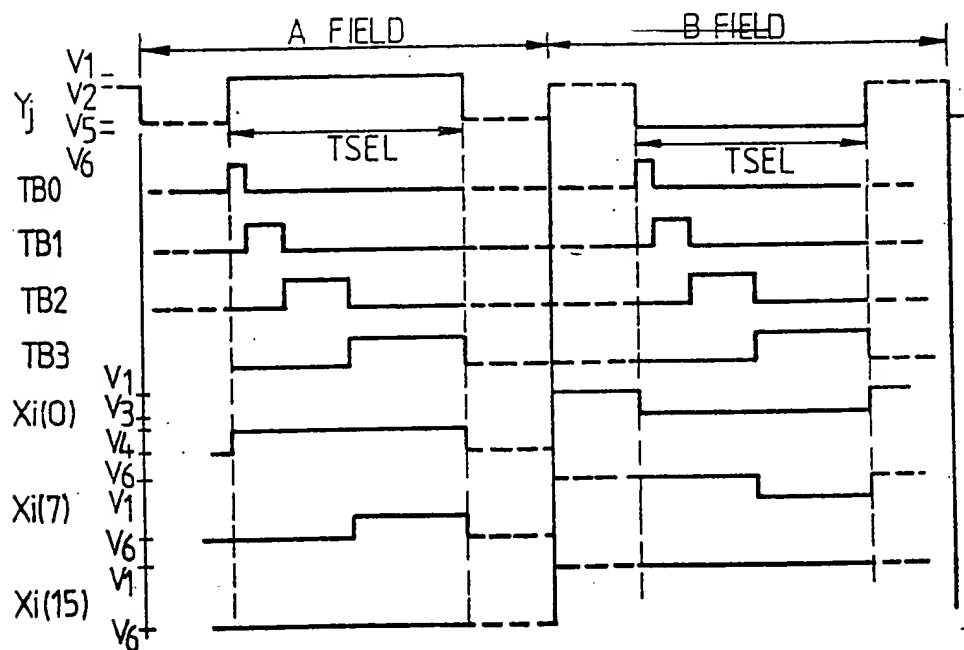 A FIELD B FIELD
V1
V2
Yj
V5
V6
TSEL TSEL
TB0
TB1
TB2
TB3
V1
Xi(0) V3
V4
V6
Xi(7) V1
V6
V1
Xi(15)
V6